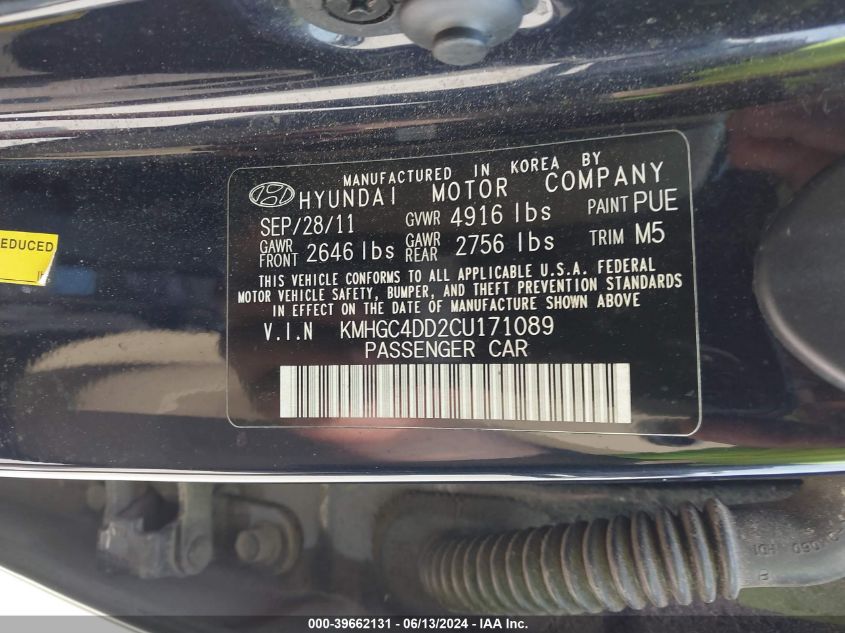 MANUFACTURED IN KOREA BY
HYUNDAI MOTOR COMPANY
SEP/28/11 GVWR 4916 lbs PAINT PUE
GAWR FRONT 2646 lbs GAWR REAR 2756 lbs TRIM M5
THIS VEHICLE CONFORMS TO ALL APPLICABLE U.S.A. FEDERAL
MOTOR VEHICLE SAFETY, BUMPER, AND THEFT PREVENTION STANDARDS
IN EFFECT ON THE DATE OF MANUFACTURE SHOWN ABOVE
V.I.N KMHGC4DD2CU171089
PASSENGER CAR
EDUCED
000-39662131 - 06/13/2024 - IAA Inc.